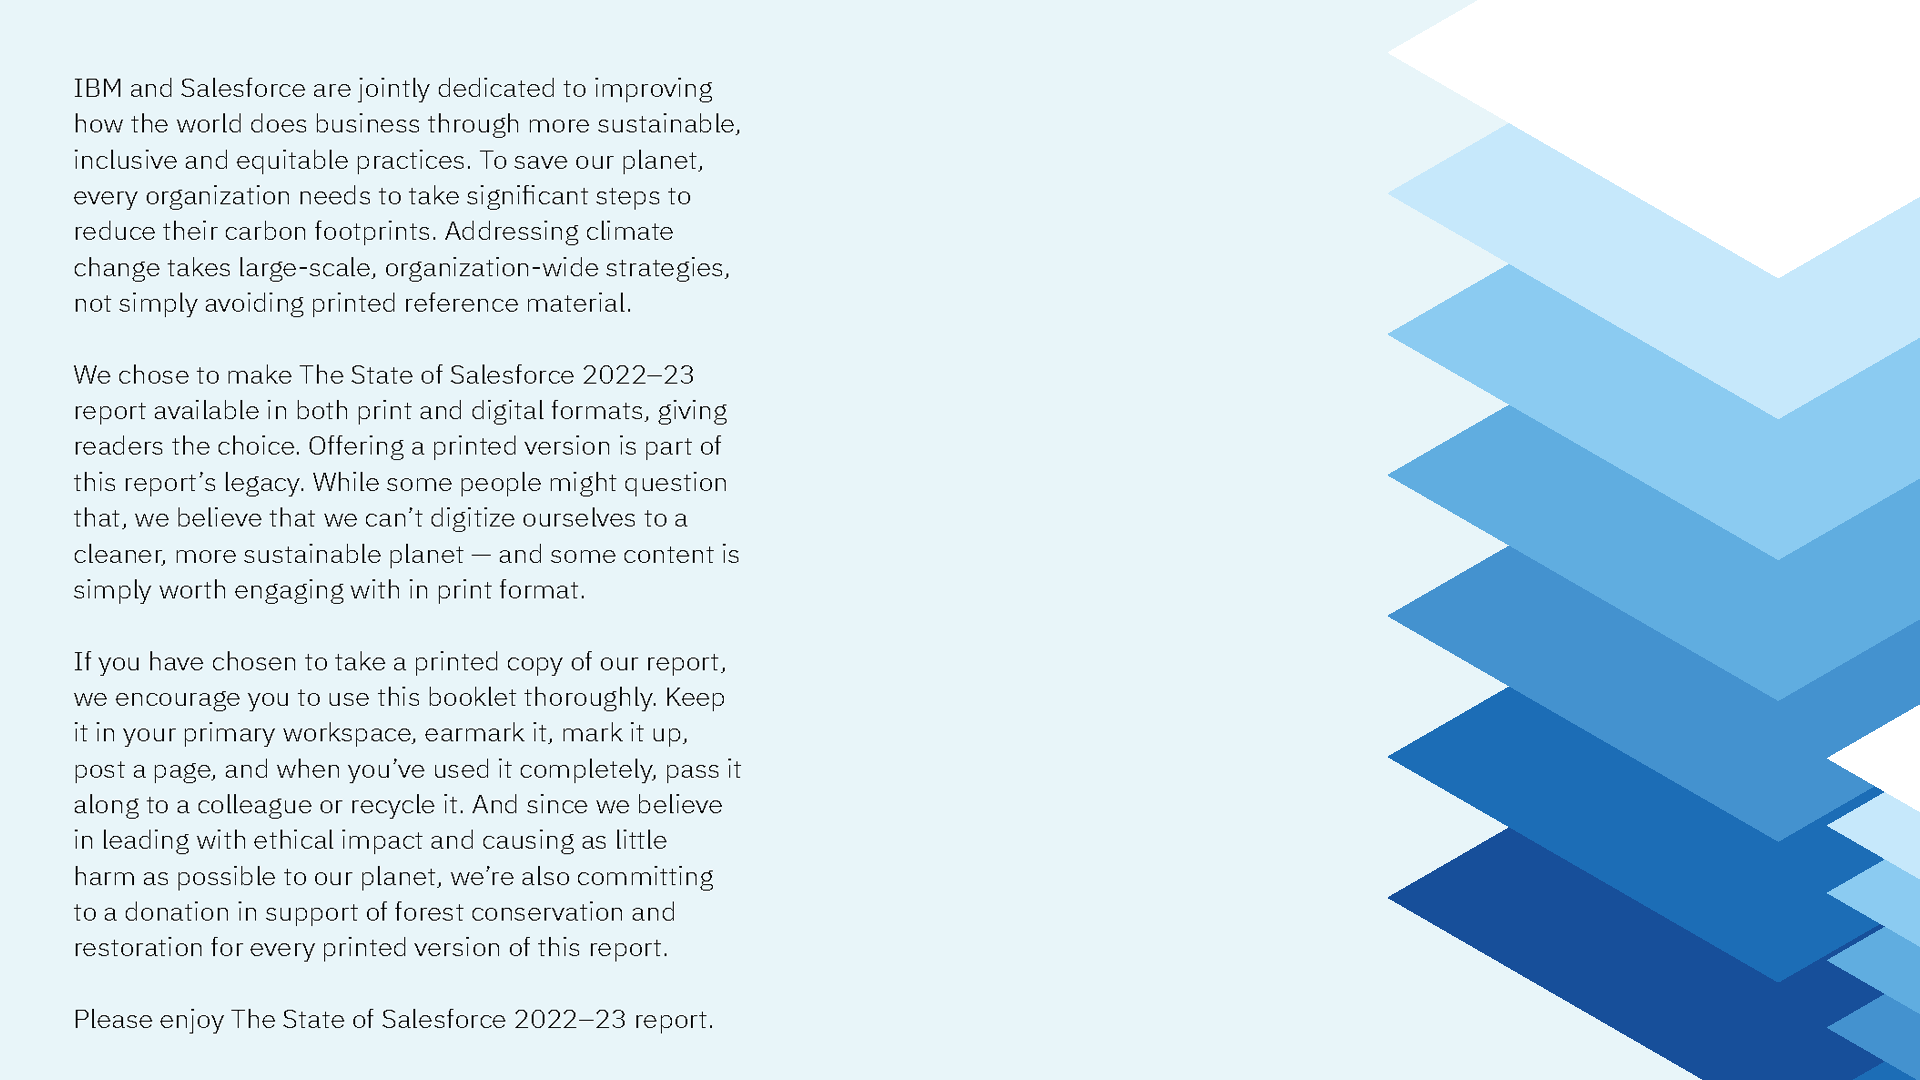 IBM and Salesforce are jointly dedicated to improving
how the world does business through more sustainable,
inclusive and equitable practices. To save our planet,
every organization needs to take significant steps to
reduce their carbon footprints. Addressing climate
change takes large-scale, organization-wide strategies,
not simply avoiding printed reference material.
We chose to make The State of Salesforce 2022–23
report available in both print and digital formats, giving
readers the choice. Offering a printed version is part of
this report’s legacy. While some people might question
that, we believe that we can’t digitize ourselves to a
cleaner, more sustainable planet — and some content is
simply worth engaging with in print format.
If you have chosen to take a printed copy of our report,
we encourage you to use this booklet thoroughly. Keep
it in your primary workspace, earmark it, mark it up,
post a page, and when you’ve used it completely, pass it
along to a colleague or recycle it. And since we believe
in leading with ethical impact and causing as little
harm as possible to our planet, we’re also committing
to a donation in support of forest conservation and
restoration for every printed version of this report.
Please enjoy The State of Salesforce 2022–23 report.